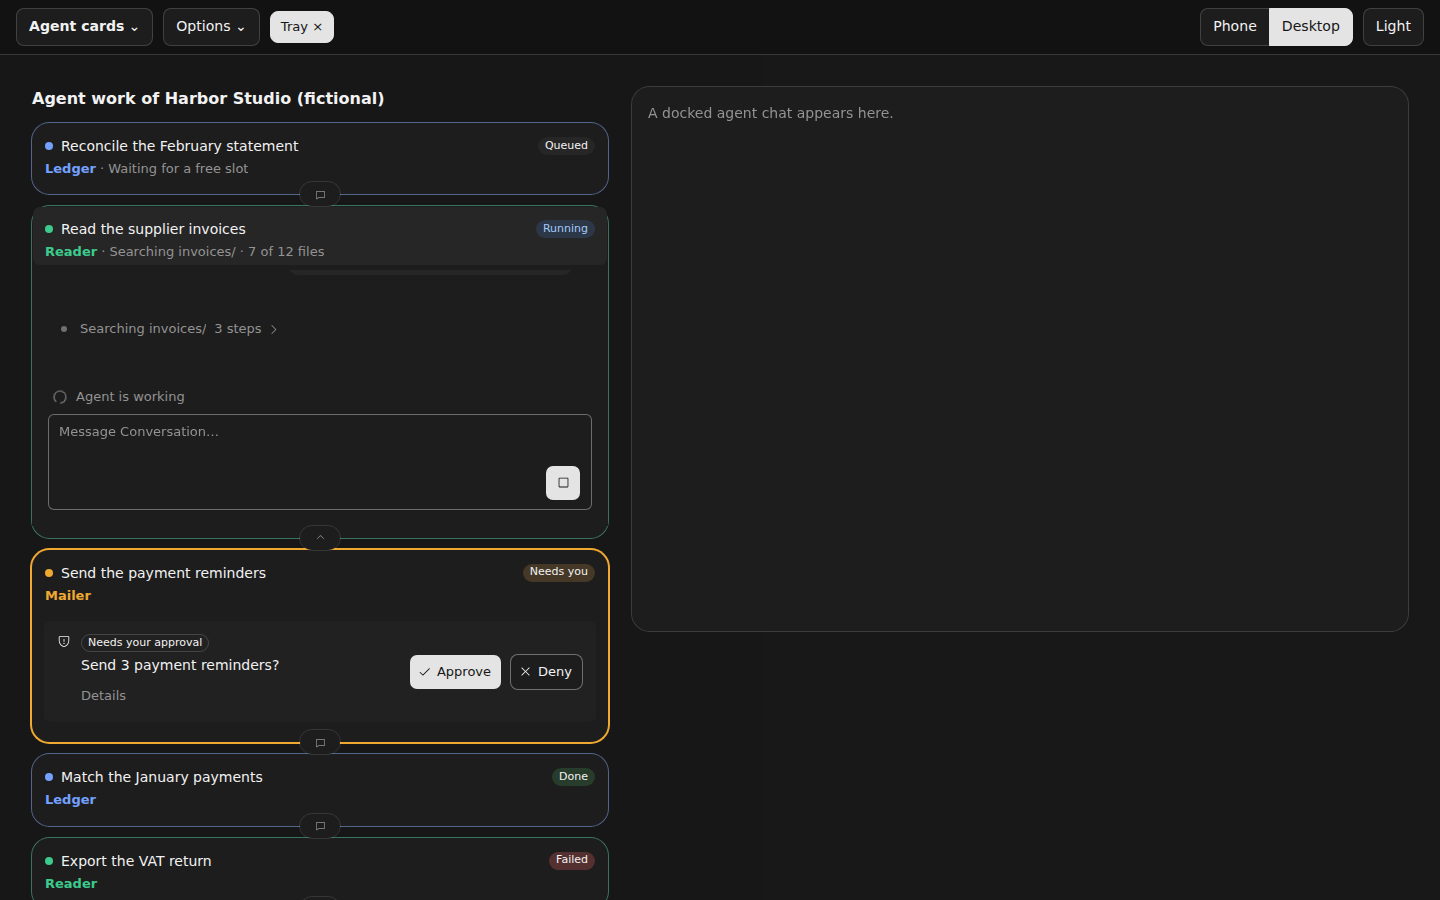 Agent cards
Options
Tray ×
Phone
Desktop
Light
Agent work of Harbor Studio (fictional)
Reconcile the February statement
Queued
Ledger · Waiting for a free slot
Read the supplier invoices
Running
Reader · Searching invoices/ · 7 of 12 files
Searching invoices/ 3 steps
Agent is working
Message Conversation…
Send the payment reminders
Needs you
Mailer
Needs your approval
Send 3 payment reminders?
Approve
Deny
Details
Match the January payments
Done
Ledger
Export the VAT return
Failed
Reader
A docked agent chat appears here.